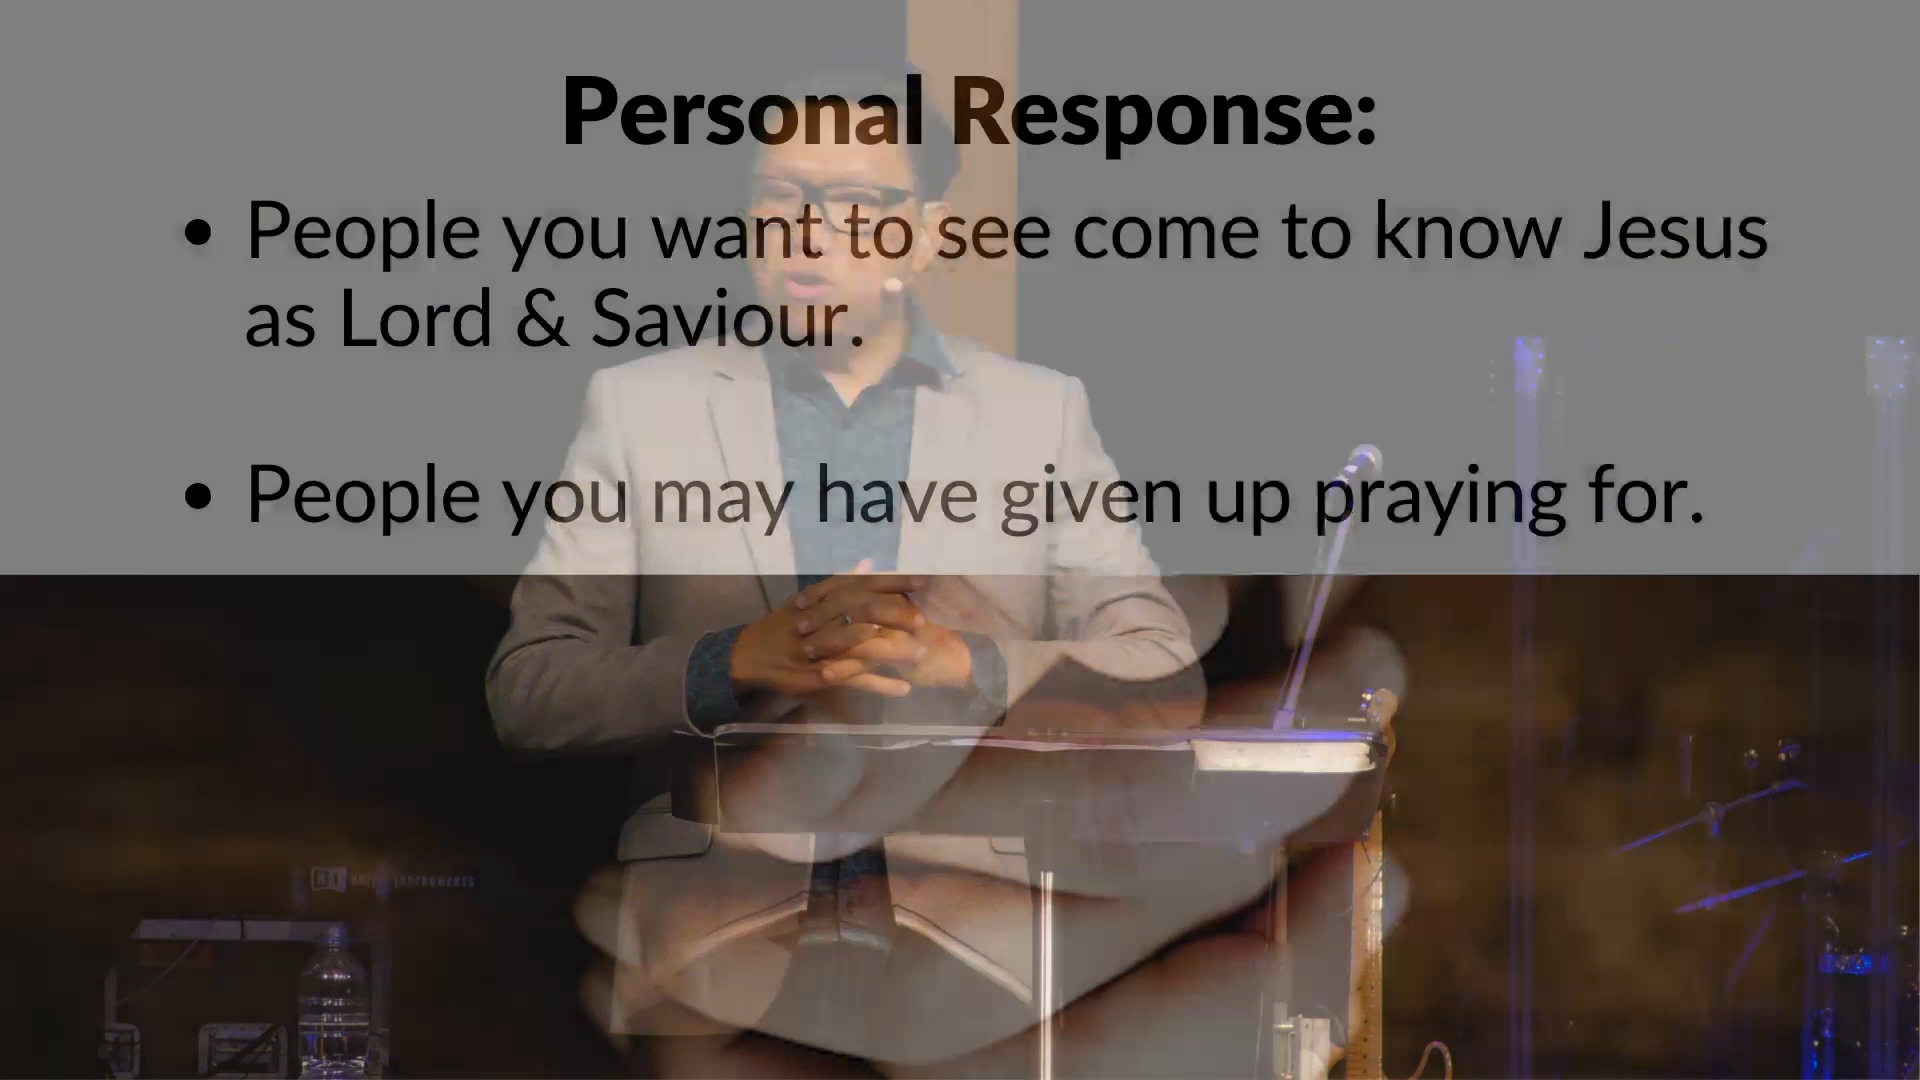 Personal Response:
• People you want to see come to know Jesus
as Lord & Saviour.
• People you may have given up praying for.